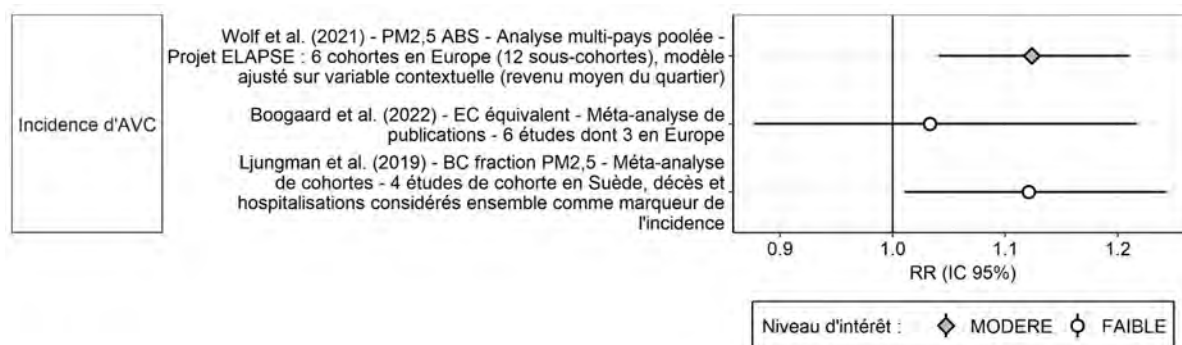 Incidence d'AVC
Wolf et al. (2021) - PM2,5 ABS - Analyse multi-pays poolée -
Projet ELAPSE : 6 cohortes en Europe (12 sous-cohortes), modèle
ajusté sur variable contextuelle (revenu moyen du quartier)
Boogaard et al. (2022) - EC équivalent - Méta-analyse de
publications - 6 études dont 3 en Europe
Ljungman et al. (2019) - BC fraction PM2,5 - Méta-analyse
de cohortes - 4 études de cohorte en Suède, décès et
hospitalisations considérés ensemble comme marqueur de
l'incidence
0.9 1.0 1.1 1.2
RR (IC 95%)
Niveau d'intérêt : MODERE FAIBLE